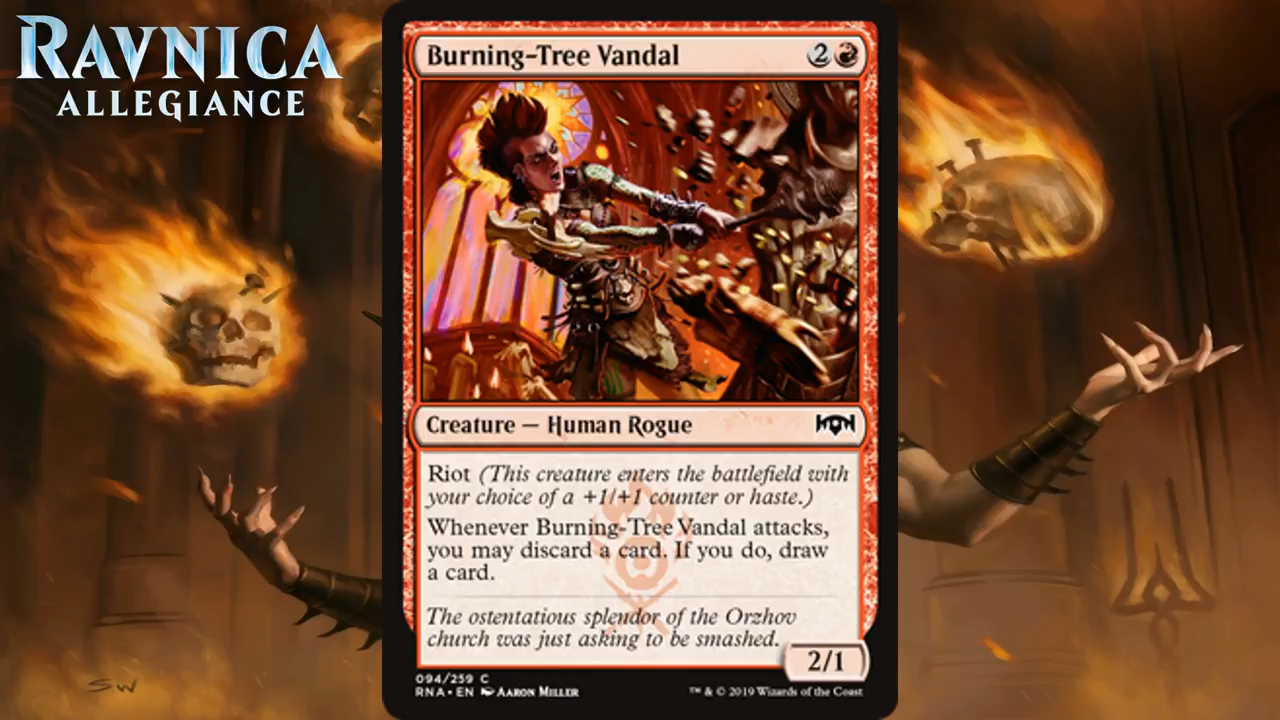 RAVNICA
ALLEGIANCE
Burning-Tree Vandal 2
Creature — Human Rogue
Riot (This creature enters the battlefield with
your choice of a +1/+1 counter or haste.)
Whenever Burning-Tree Vandal attacks,
you may discard a card. If you do, draw
a card.
The ostentatious splendor of the Orzhov
church was just asking to be smashed.
2/1
094/259 C
RNA • EN Aaron Miller
™ & © 2019 Wizards of the Coast
SW